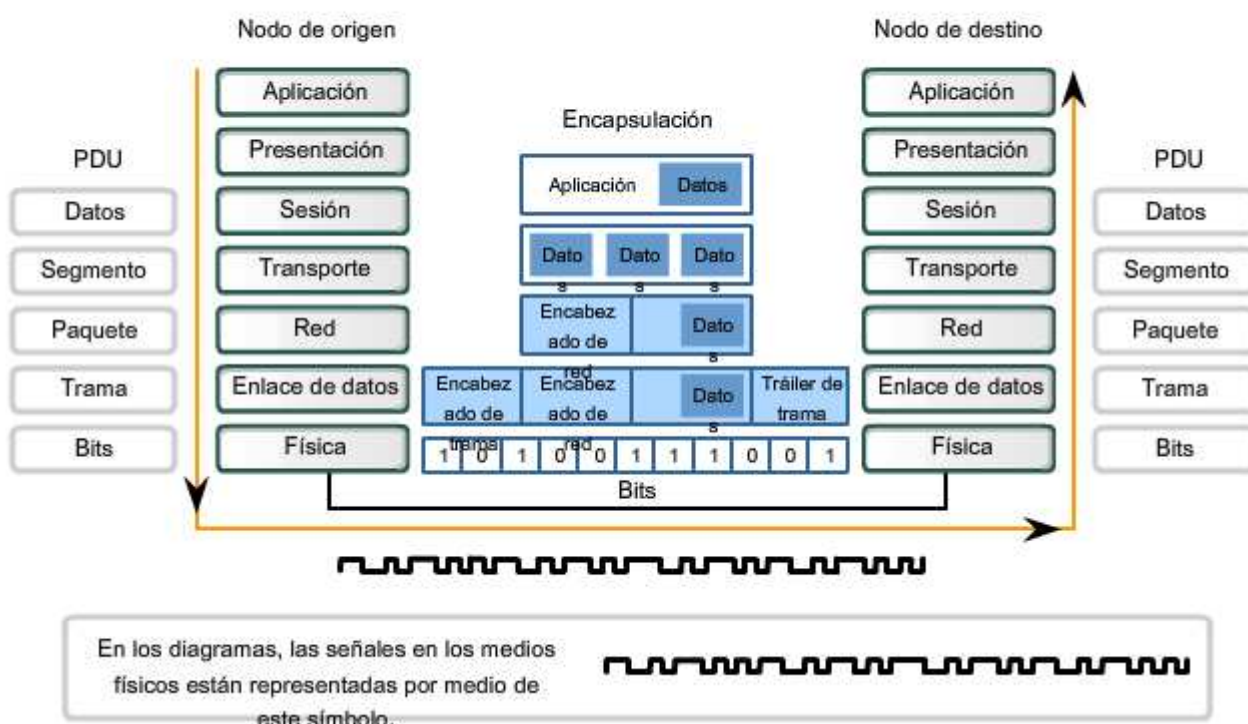 Nodo de origen
Nodo de destino
Aplicación
Presentación
Sesión
Transporte
Red
Enlace de datos
Física
PDU
Datos
Segmento
Paquete
Trama
Bits
Encapsulación
Aplicación
Datos
Dato
s
Dato
s
Dato
s
Encabez
ado de
red
Dato
s
Encabez
ado de
trama
Encabez
ado de
red
Dato
s
Tráiler de
trama
1 0 1 0 0 1 1 1 0 0 1
Bits
Aplicación
Presentación
Sesión
Transporte
Red
Enlace de datos
Física
PDU
Datos
Segmento
Paquete
Trama
Bits
En los diagramas, las señales en los medios
físicos están representadas por medio de
este símbolo.